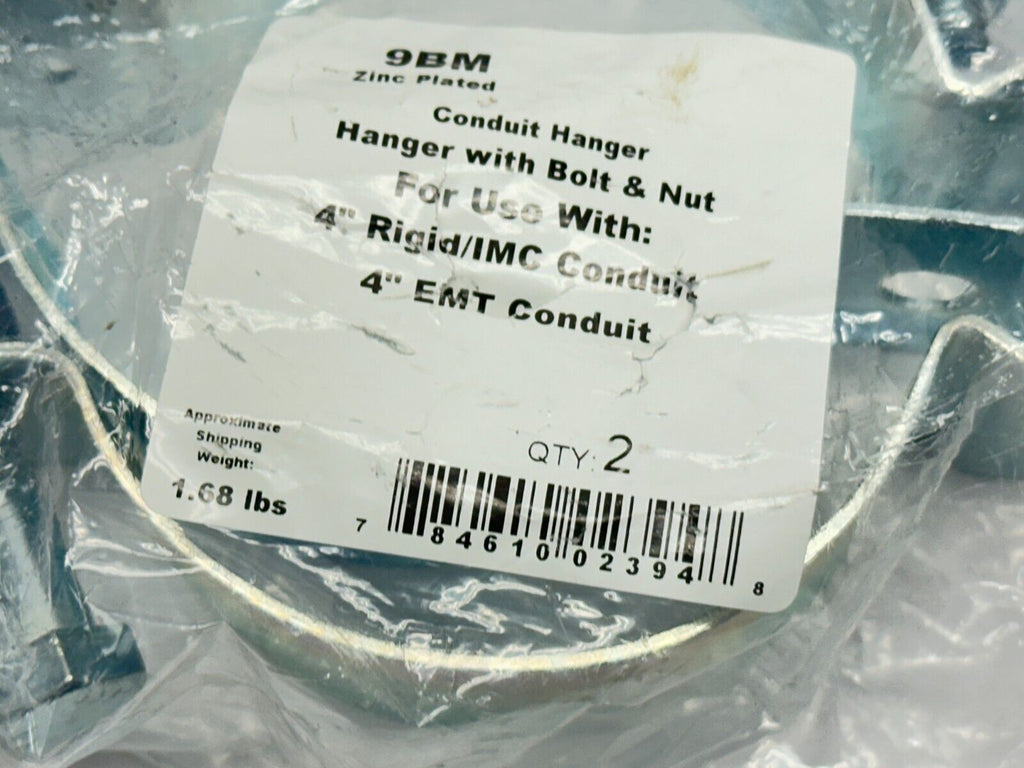 9BM
Zinc Plated
Conduit Hanger
Hanger with Bolt & Nut
For Use With:
4" Rigid/IMC Conduit
4" EMT Conduit
Approximate
Shipping
Weight:
1.68 lbs
QTY: 2
7 84610 02394 8